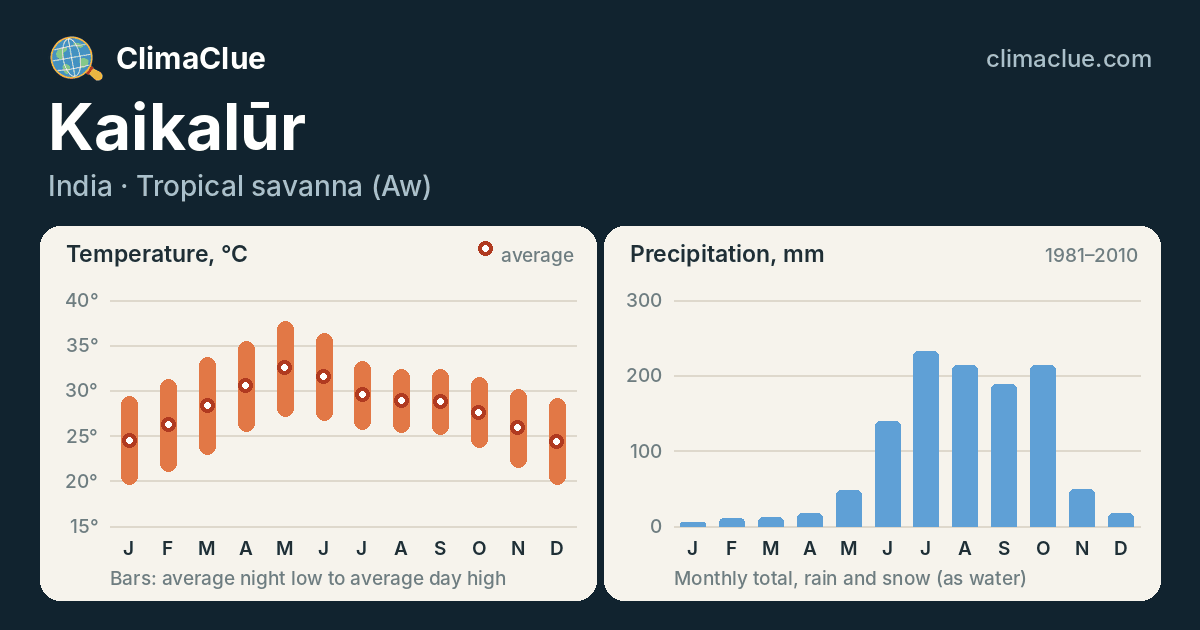 ClimaClue
climaclue.com
Kaikalūr
India · Tropical savanna (Aw)
Temperature, °C
average
40°
35°
30°
25°
20°
15°
J F M A M J J A S O N D
Bars: average night low to average day high
Precipitation, mm
1981–2010
300
200
100
0
J F M A M J J A S O N D
Monthly total, rain and snow (as water)